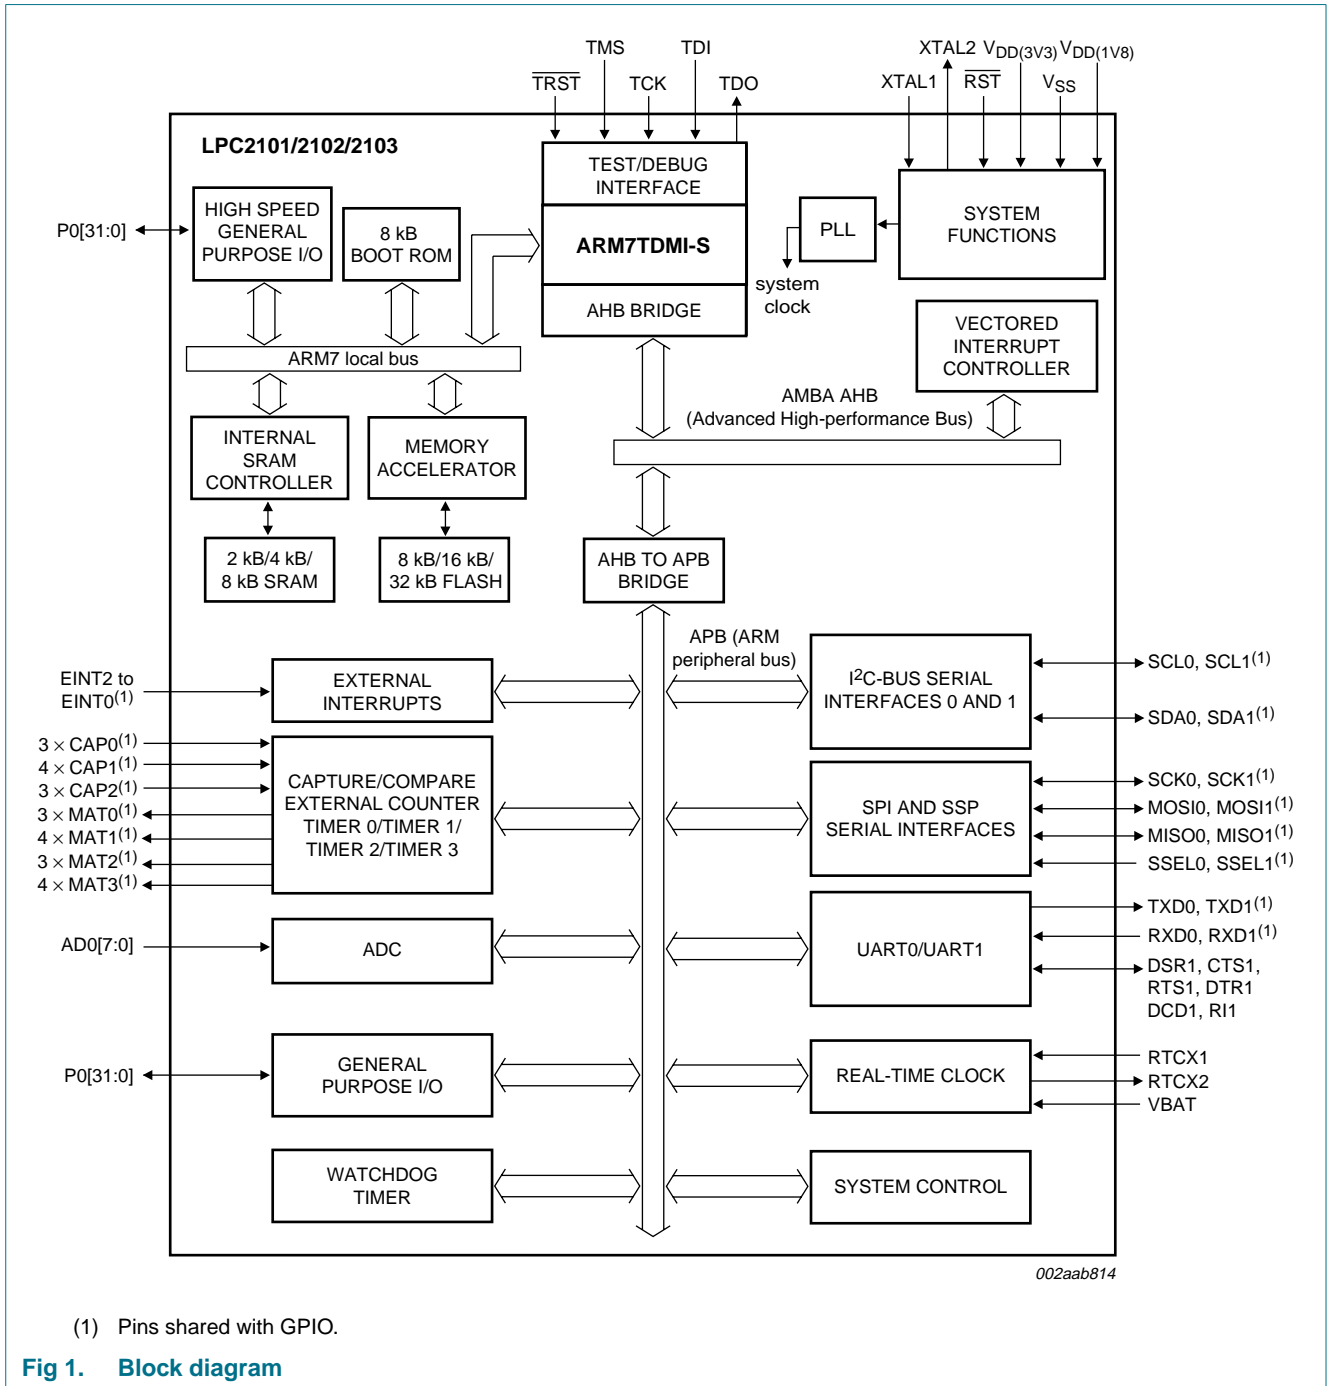 TMS
TDI
XTAL2
VDD(3V3)
VDD(1V8)
TRST
TCK
TDO
XTAL1
RST
VSS
LPC2101/2102/2103
TEST/DEBUG
INTERFACE
ARM7TDMI-S
AHB BRIDGE
P0[31:0]
HIGH SPEED
GENERAL
PURPOSE I/O
8 kB
BOOT ROM
PLL
system
clock
SYSTEM
FUNCTIONS
VECTORED
INTERRUPT
CONTROLLER
ARM7 local bus
AMBA AHB
(Advanced High-performance Bus)
INTERNAL
SRAM
CONTROLLER
MEMORY
ACCELERATOR
2 kB/4 kB/
8 kB SRAM
8 kB/16 kB/
32 kB FLASH
AHB TO APB
BRIDGE
APB (ARM
peripheral bus)
EINT2 to
EINT0(1)
EXTERNAL
INTERRUPTS
I2C-BUS SERIAL
INTERFACES 0 AND 1
SCL0, SCL1(1)
SDA0, SDA1(1)
3 × CAP0(1)
4 × CAP1(1)
3 × CAP2(1)
3 × MAT0(1)
4 × MAT1(1)
3 × MAT2(1)
4 × MAT3(1)
CAPTURE/COMPARE
EXTERNAL COUNTER
TIMER 0/TIMER 1/
TIMER 2/TIMER 3
SPI AND SSP
SERIAL INTERFACES
SCK0, SCK1(1)
MOSI0, MOSI1(1)
MISO0, MISO1(1)
SSEL0, SSEL1(1)
AD0[7:0]
ADC
UART0/UART1
TXD0, TXD1(1)
RXD0, RXD1(1)
DSR1, CTS1,
RTS1, DTR1
DCD1, RI1
P0[31:0]
GENERAL
PURPOSE I/O
REAL-TIME CLOCK
RTCX1
RTCX2
VBAT
WATCHDOG
TIMER
SYSTEM CONTROL
002aab814
(1) Pins shared with GPIO.
Fig 1. Block diagram